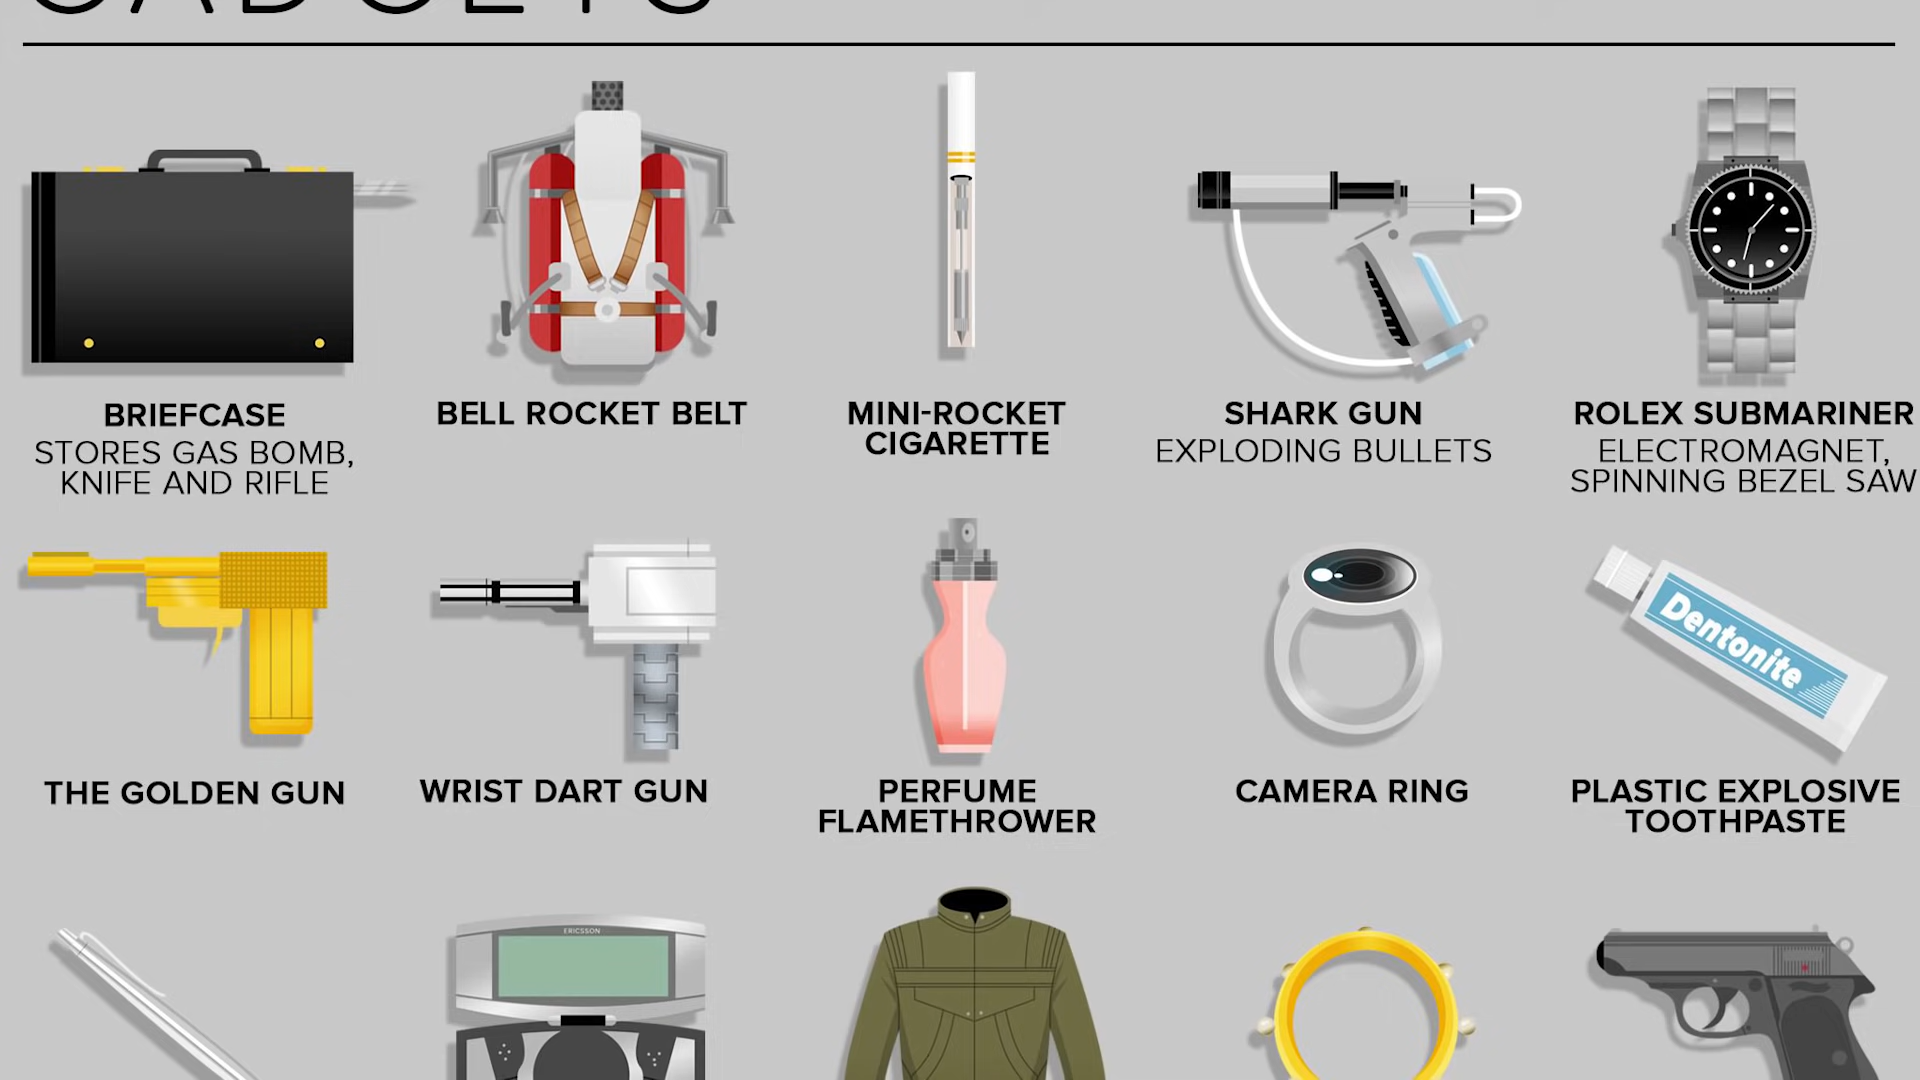 GADGETS
BRIEFCASE
STORES GAS BOMB,
KNIFE AND RIFLE
BELL ROCKET BELT
MINI-ROCKET
CIGARETTE
SHARK GUN
EXPLODING BULLETS
ROLEX SUBMARINER
ELECTROMAGNET,
SPINNING BEZEL SAW
THE GOLDEN GUN
WRIST DART GUN
PERFUME
FLAMETHROWER
CAMERA RING
Dentonite
PLASTIC EXPLOSIVE
TOOTHPASTE
ERICSSON